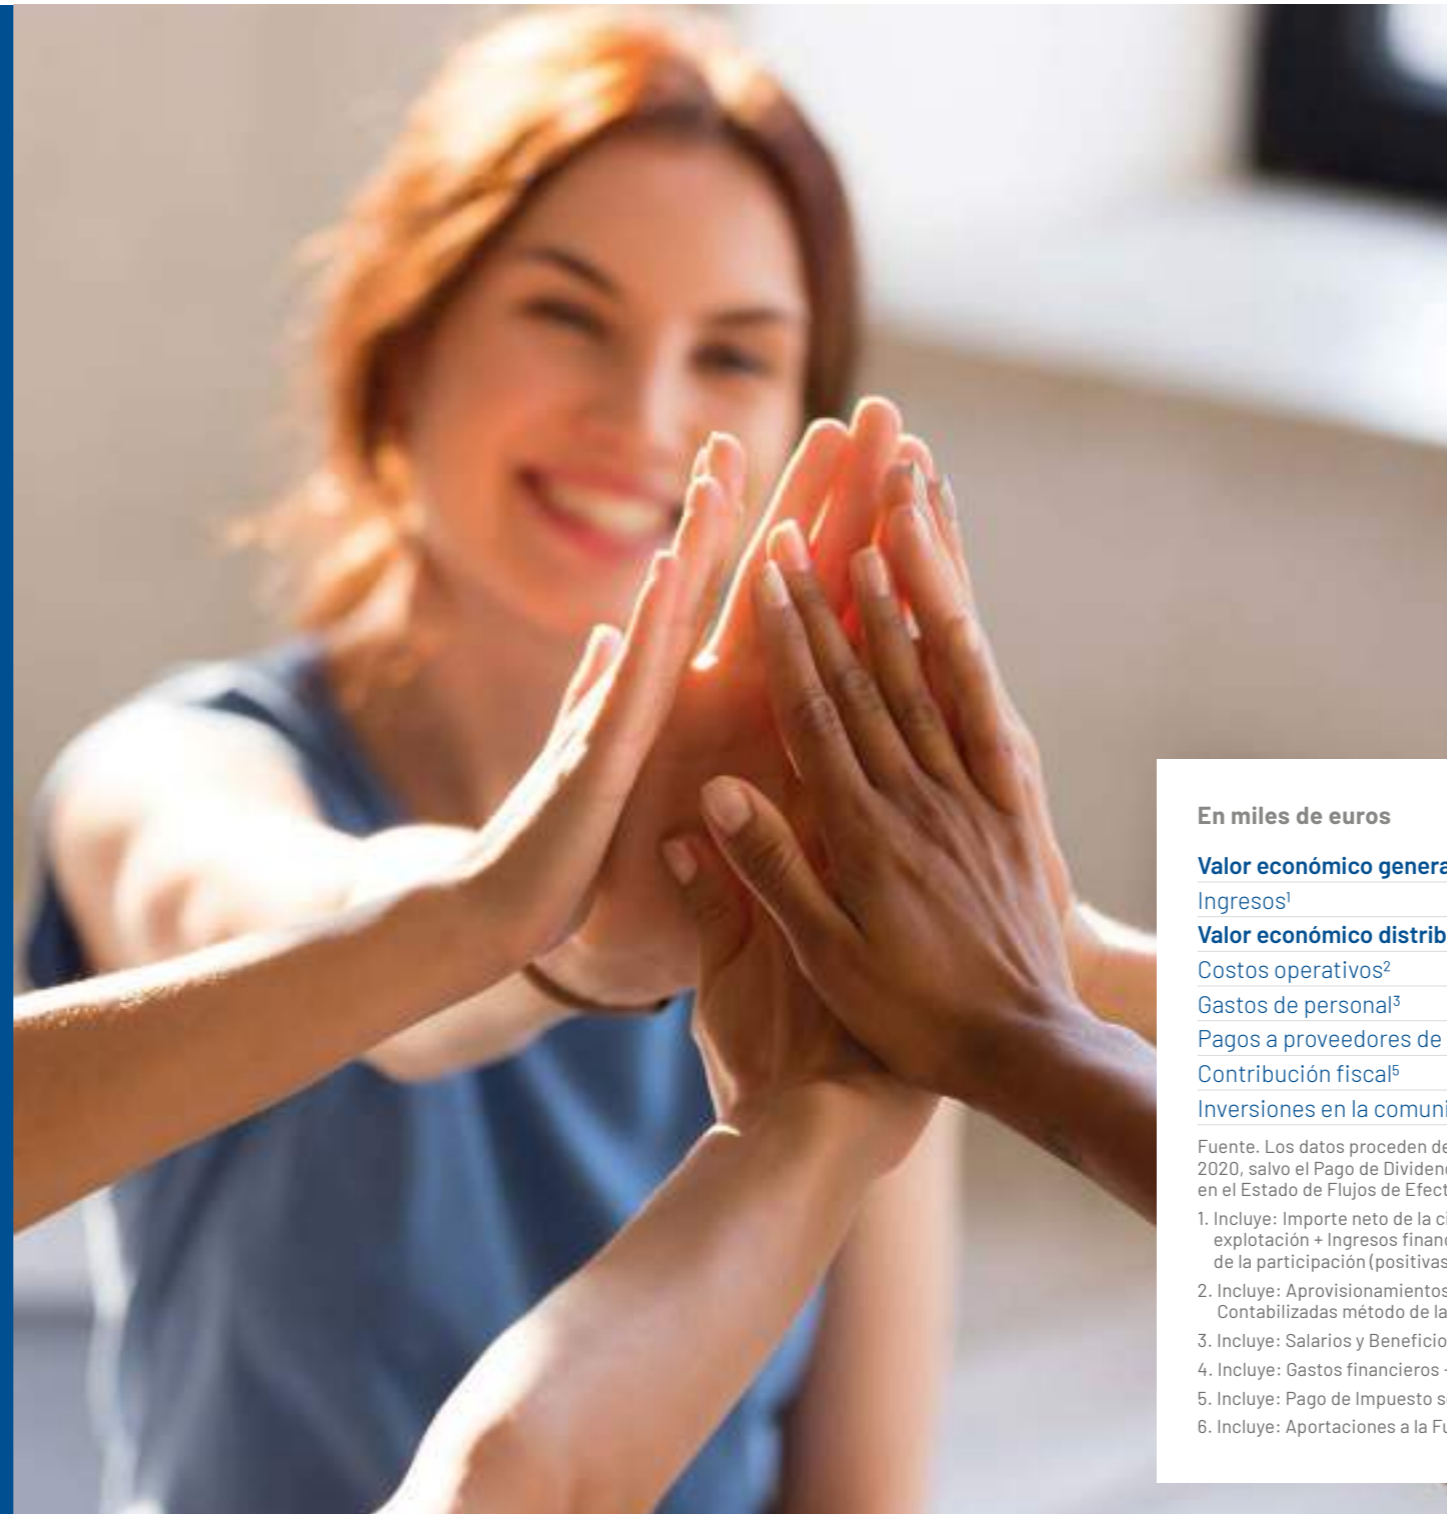 En miles de euros
Valor económico genera
Ingresos¹
Valor económico distrib
Costos operativos²
Gastos de personal³
Pagos a proveedores de
Contribución fiscal⁵
Inversiones en la comuni
Fuente. Los datos proceden de
2020, salvo el Pago de Dividend
en el Estado de Flujos de Efect
1. Incluye: Importe neto de la ci
explotación + Ingresos financ
de la participación (positivas
2. Incluye: Aprovisionamientos
Contabilizadas método de la
3. Incluye: Salarios y Beneficio
4. Incluye: Gastos financieros
5. Incluye: Pago de Impuesto s
6. Incluye: Aportaciones a la Fu